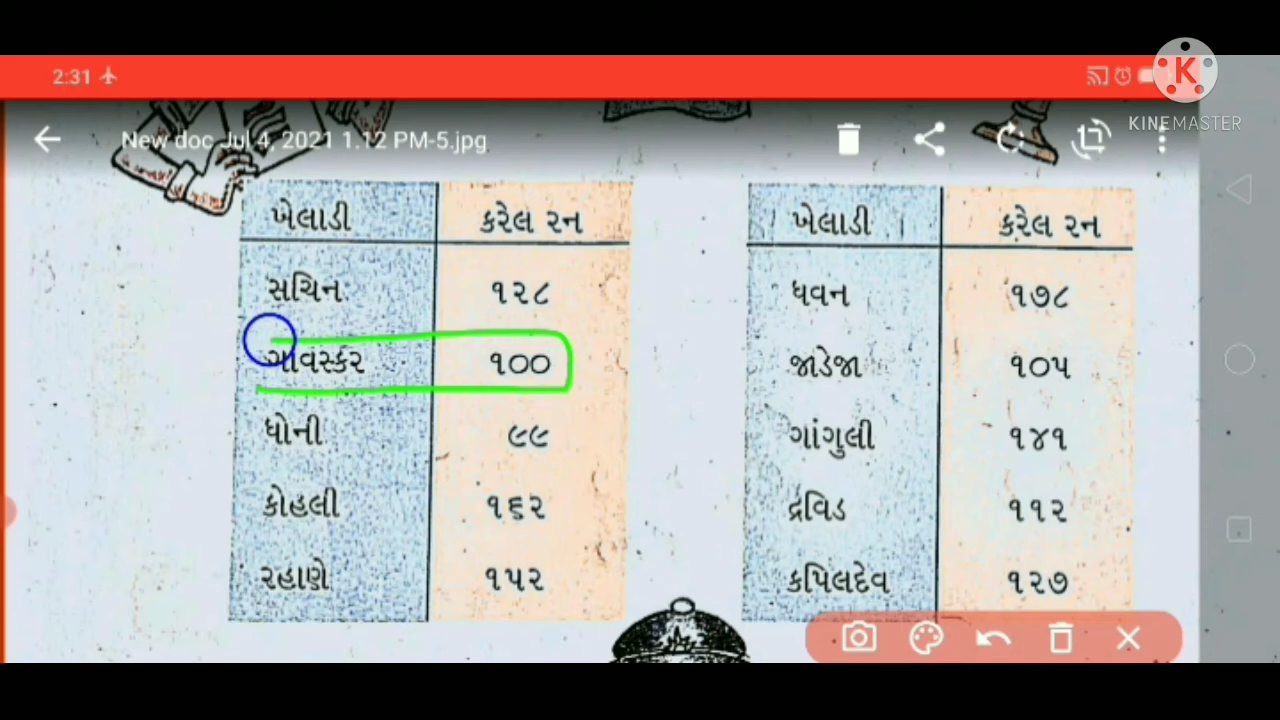 2:31
KINEMASTER
New doc Jul 4, 2021 1.12 PM-5.jpg
ખેલાડી કરેલ રન
સચિન ૧૨૮
ગાવસ્કર ૧૦૦
ધોની ૯૯
કોહલી ૧૬૨
રહાણે ૧૫૨
ખેલાડી કરેલ રન
ધવન ૧૭૮
જાડેજા ૧૦૫
ગાંગુલી ૧૪૧
દ્રવિડ ૧૧૨
કપિલદેવ ૧૨૭